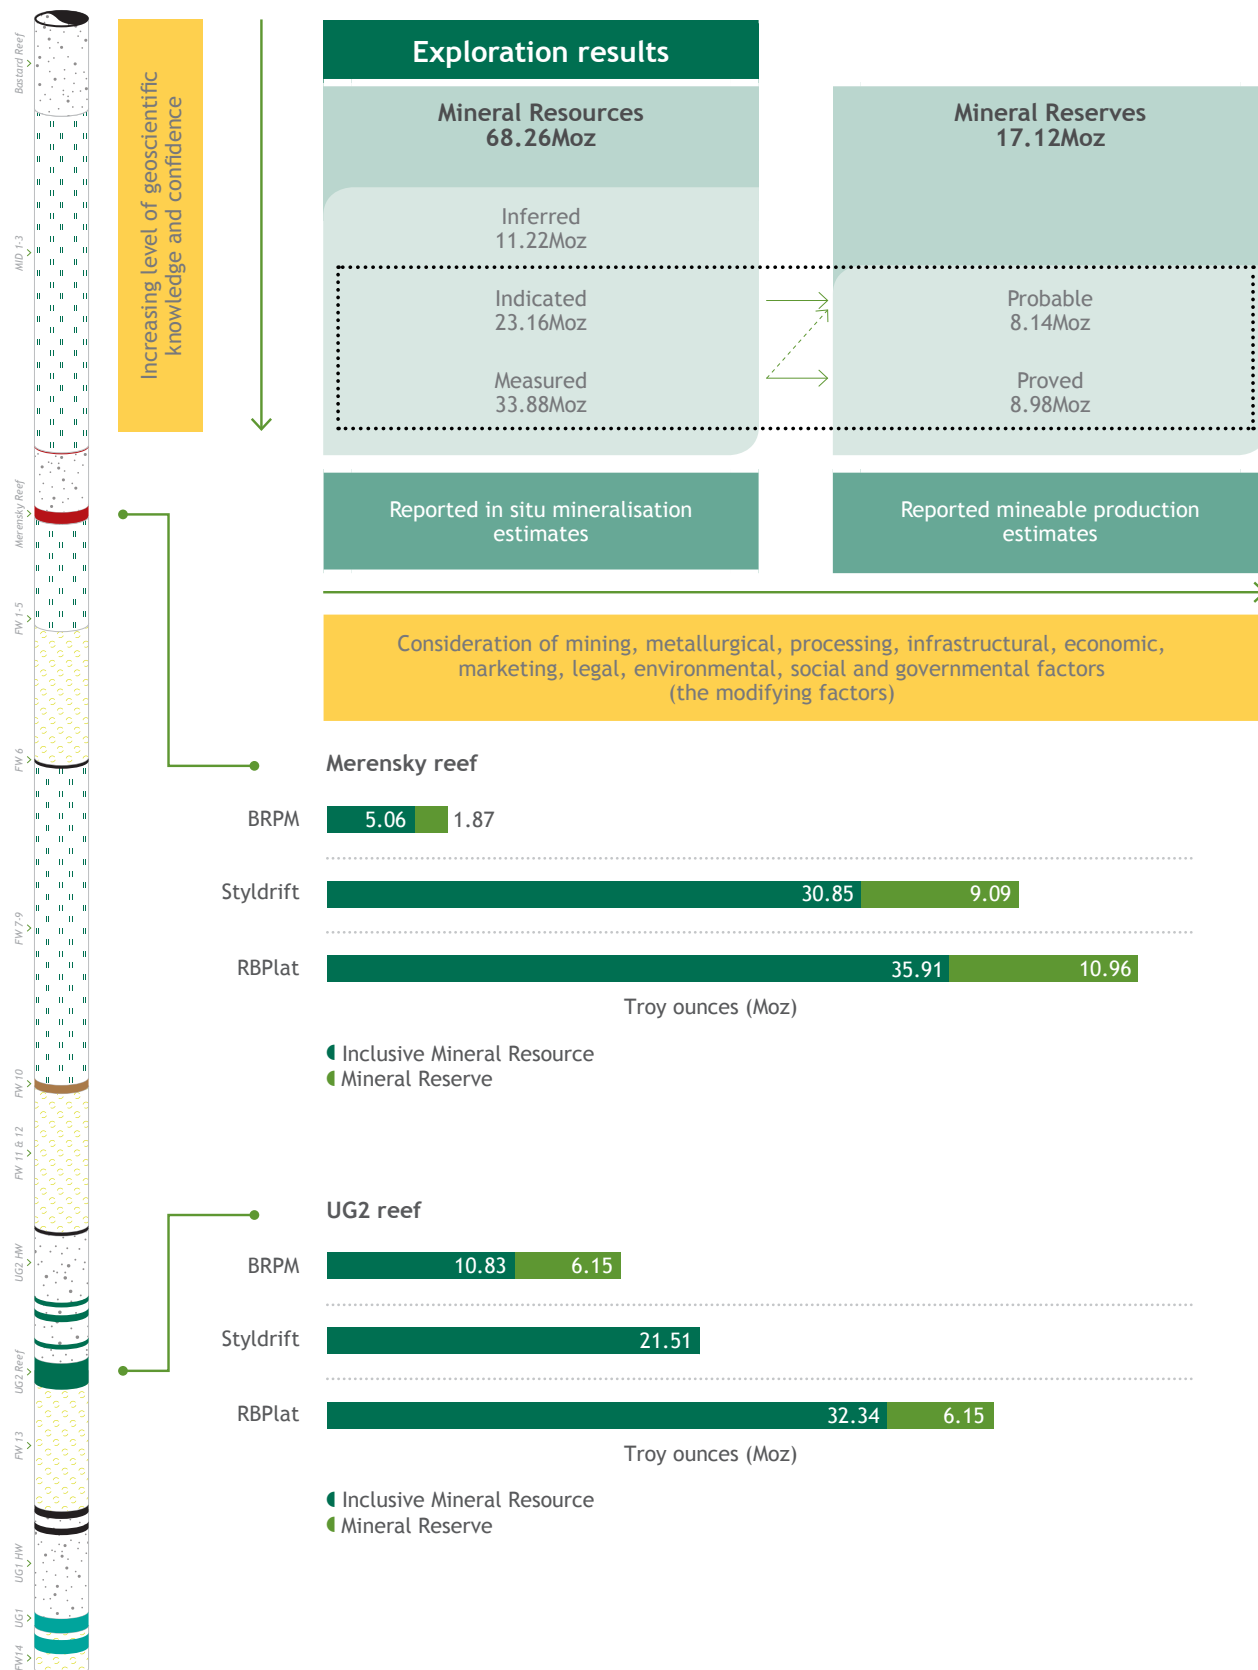 Bastard Reef
MID 1-3
Merensky Reef
FW 1-5
FW 6
FW 7-9
FW 10
FW 11 & 12
UG2 HW
UG2 Reef
FW 13
UG1 HW
UG1
FW14
Increasing level of geoscientific
knowledge and confidence
Exploration results
Mineral Resources
68.26Moz
Inferred
11.22Moz
Indicated
23.16Moz
Measured
33.88Moz
Reported in situ mineralisation
estimates
Mineral Reserves
17.12Moz
Probable
8.14Moz
Proved
8.98Moz
Reported mineable production
estimates
Consideration of mining, metallurgical, processing, infrastructural, economic,
marketing, legal, environmental, social and governmental factors
(the modifying factors)
Merensky reef
BRPM 5.06 1.87
Styldrift 30.85 9.09
RBPlat 35.91 10.96
Troy ounces (Moz)
Inclusive Mineral Resource
Mineral Reserve
UG2 reef
BRPM 10.83 6.15
Styldrift 21.51
RBPlat 32.34 6.15
Troy ounces (Moz)
Inclusive Mineral Resource
Mineral Reserve